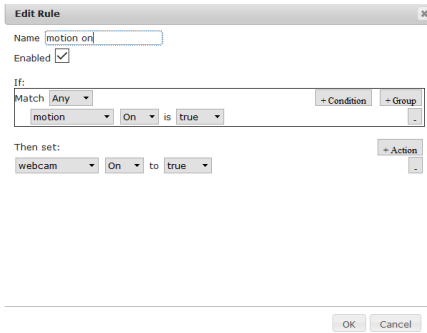 Edit Rule
Name motion on
Enabled
If:
Match Any + Condition + Group
motion On is true -
Then set: + Action
webcam On to true -
OK Cancel